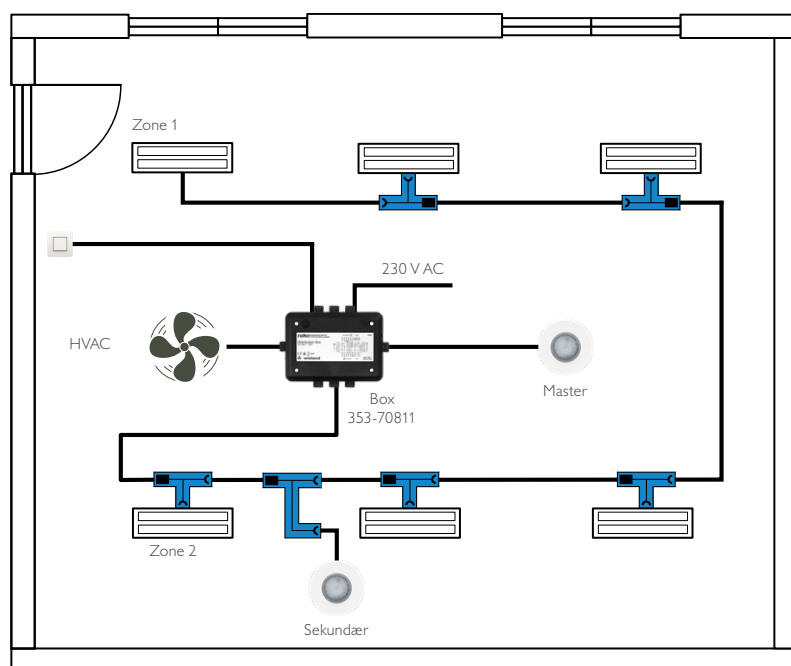 Zone 1
230 V AC
HVAC
Master
Box
353-70811
Zone 2
Sekundær